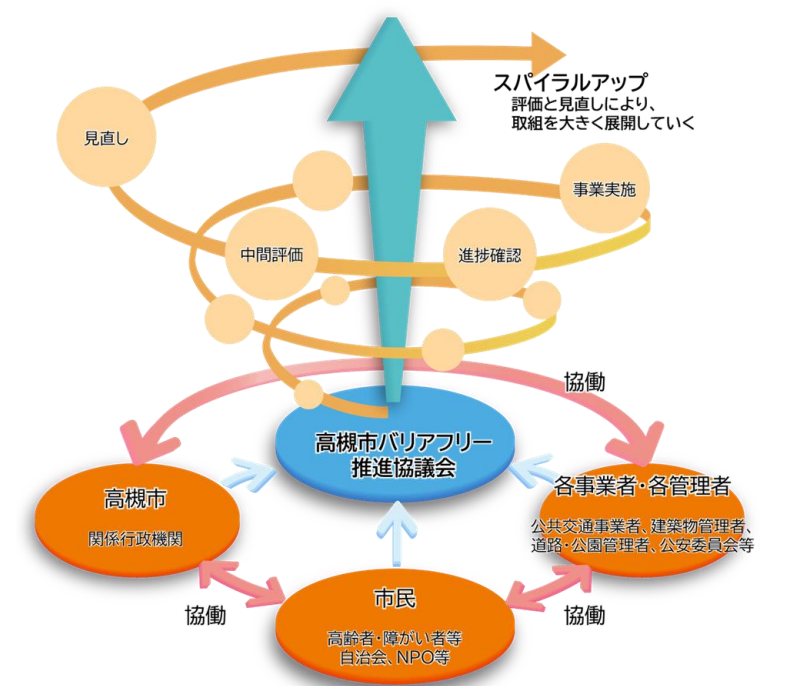 スパイラルアップ
評価と見直しにより、
取組を大きく展開していく
見直し
事業実施
中間評価
進捗確認
協働
高槻市バリアフリー
推進協議会
高槻市
関係行政機関
各事業者・各管理者
公共交通事業者、建築物管理者、
道路・公園管理者、公安委員会等
協働
市民
高齢者・障がい者等
自治会、NPO等
協働